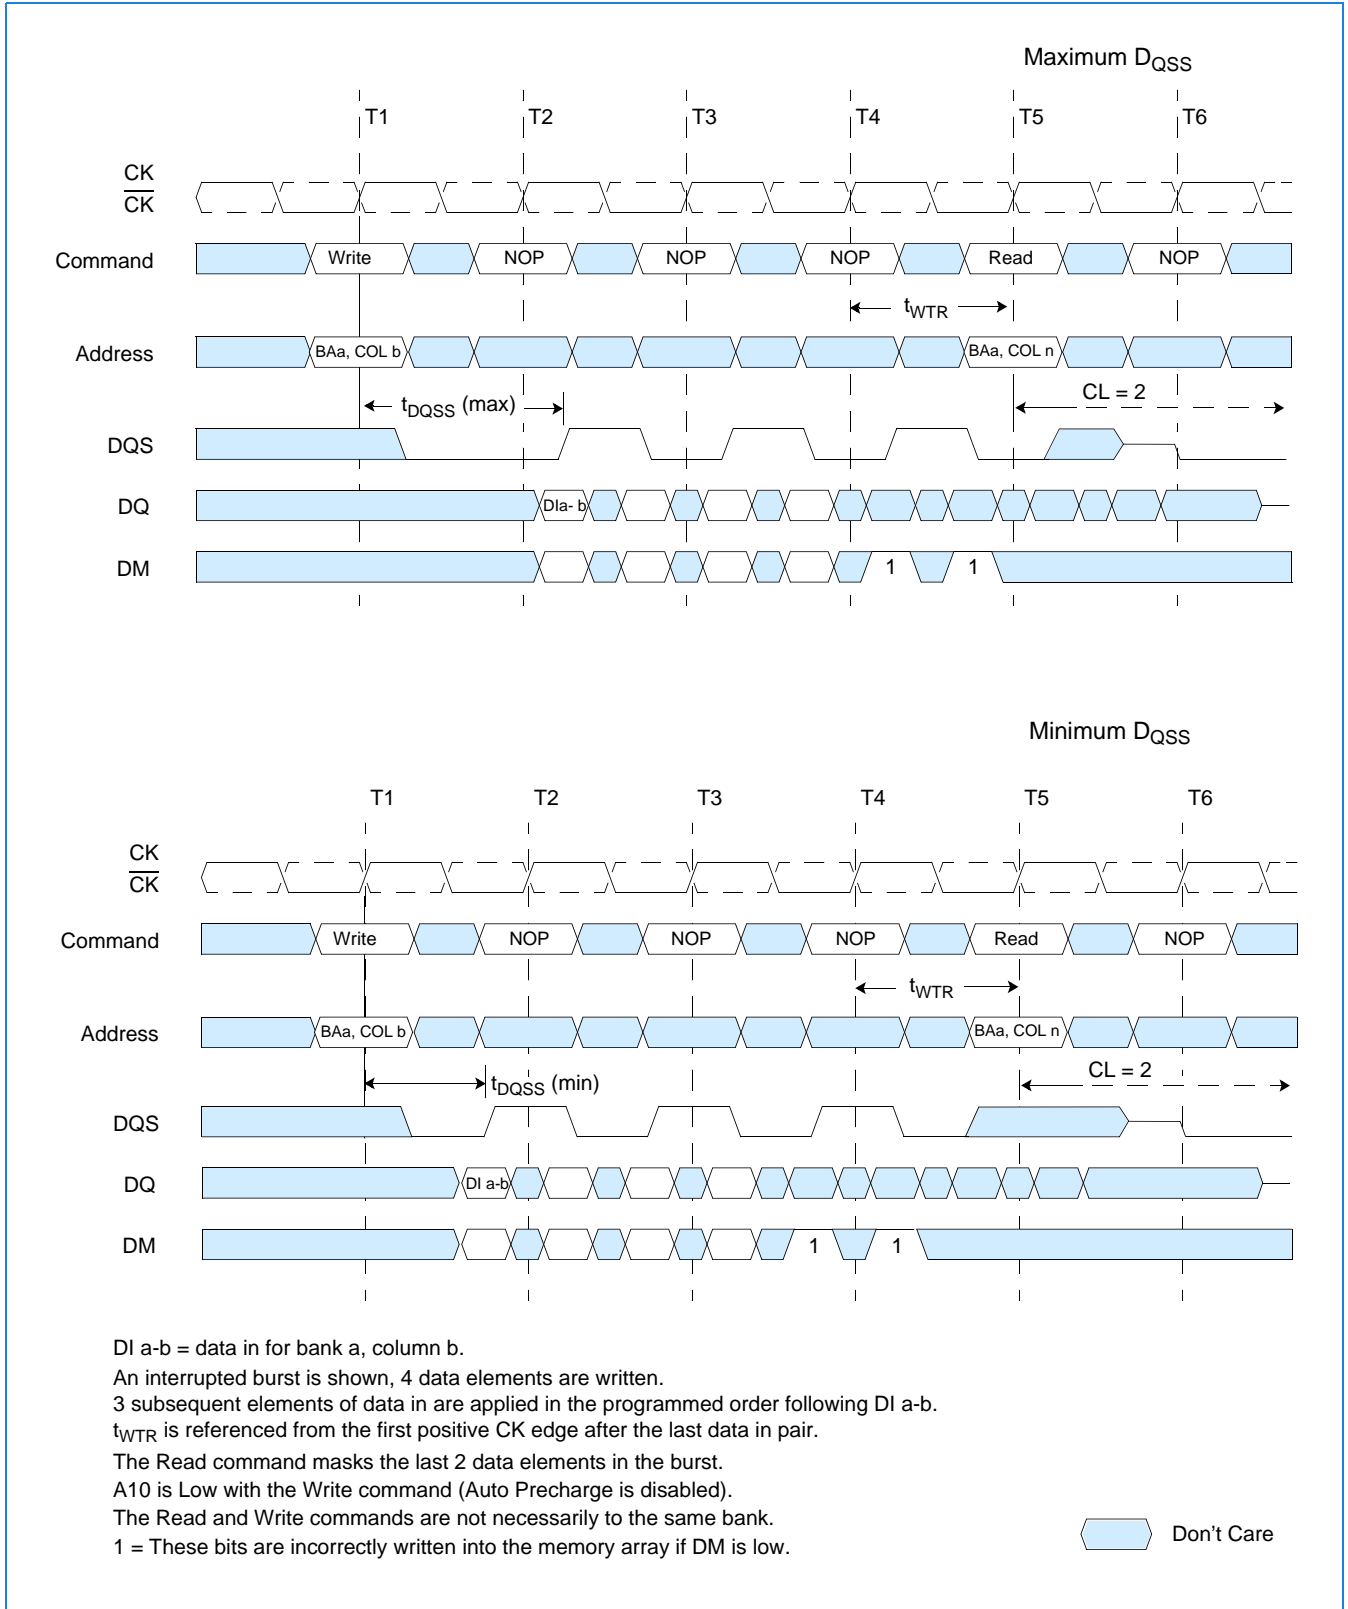 Maximum DQSS
T1 T2 T3 T4 T5 T6
CK
CK
Command Write NOP NOP NOP Read NOP
tWTR
Address BAa, COL b BAa, COL n
tDQSS (max) CL = 2
DQS
DQ DIa- b
DM 1 1
Minimum DQSS
T1 T2 T3 T4 T5 T6
CK
CK
Command Write NOP NOP NOP Read NOP
tWTR
Address BAa, COL b BAa, COL n
tDQSS (min) CL = 2
DQS
DQ DI a-b
DM 1 1
DI a-b = data in for bank a, column b.
An interrupted burst is shown, 4 data elements are written.
3 subsequent elements of data in are applied in the programmed order following DI a-b.
tWTR is referenced from the first positive CK edge after the last data in pair.
The Read command masks the last 2 data elements in the burst.
A10 is Low with the Write command (Auto Precharge is disabled).
The Read and Write commands are not necessarily to the same bank.
1 = These bits are incorrectly written into the memory array if DM is low.
Don't Care